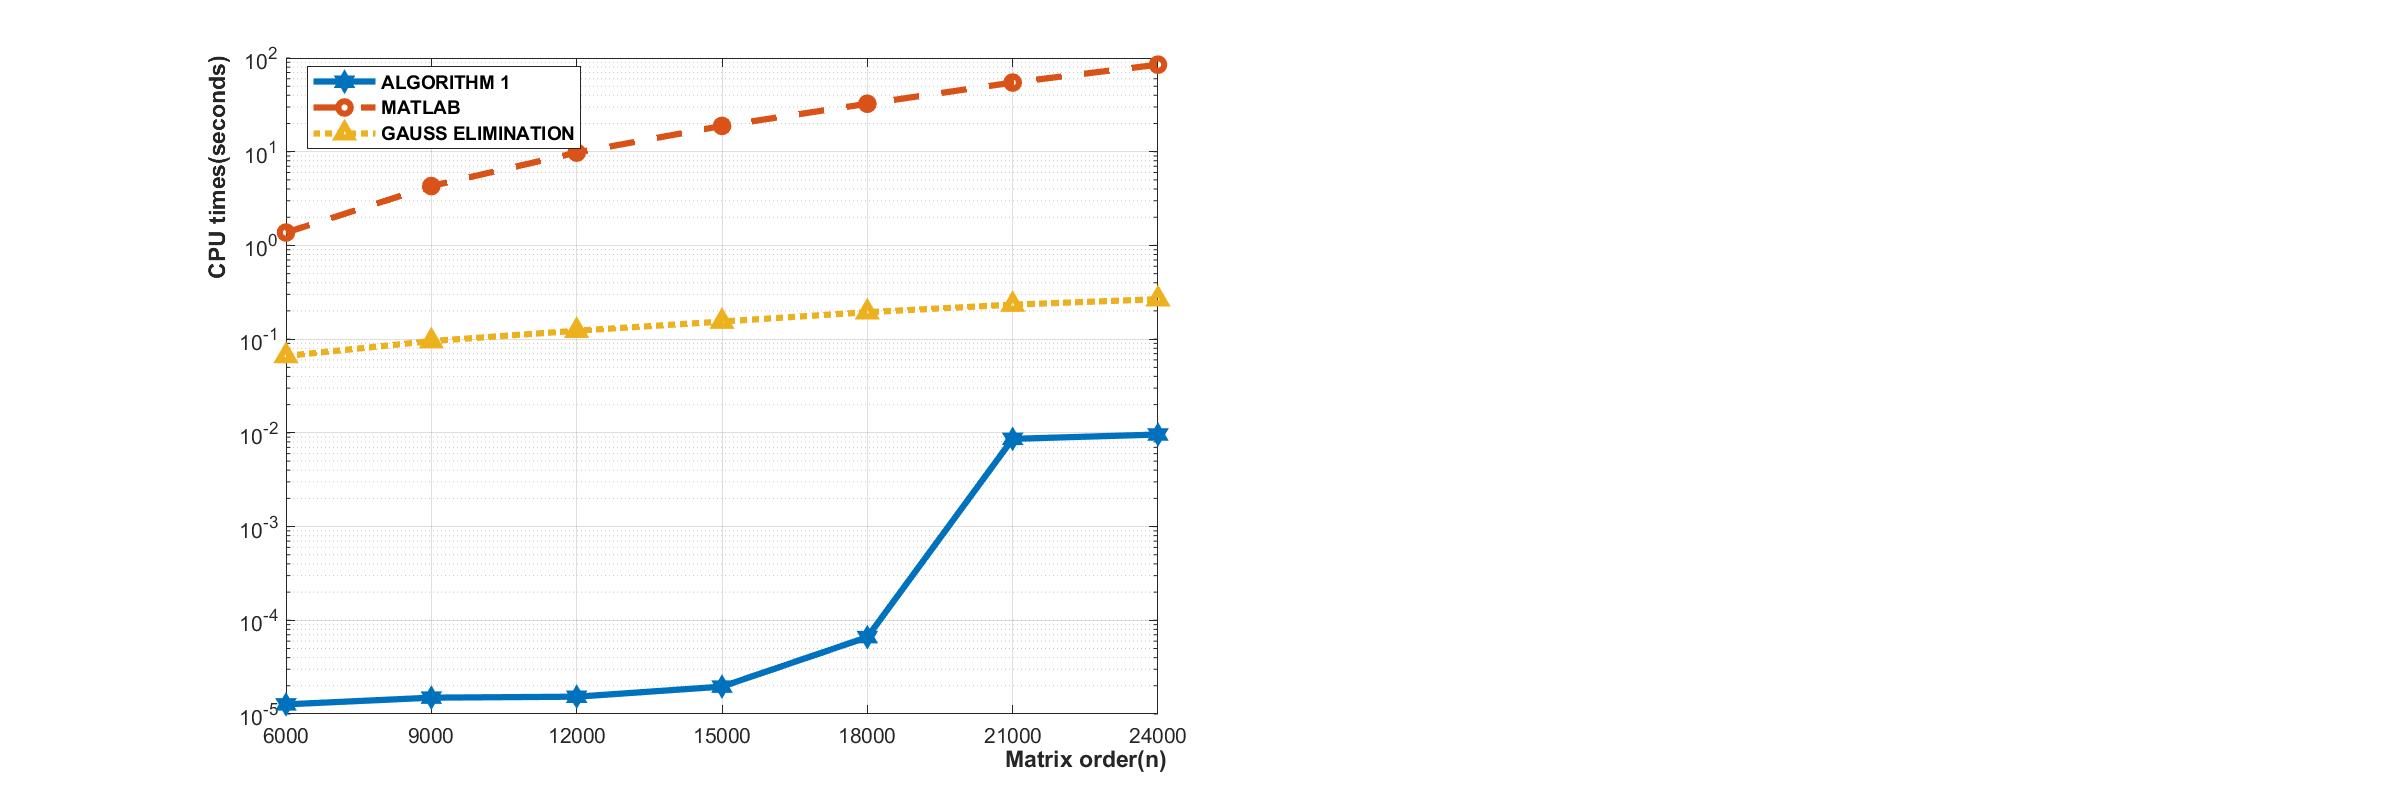 CPU times(seconds)
10^2
10^1
10^0
10^-1
10^-2
10^-3
10^-4
10^-5
ALGORITHM 1
MATLAB
GAUSS ELIMINATION
6000 9000 12000 15000 18000 21000 24000
Matrix order(n)